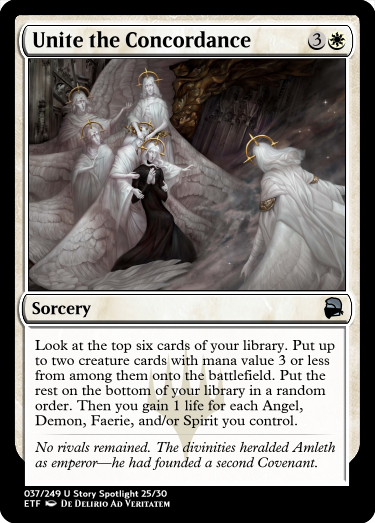 Unite the Concordance 3
Sorcery
Look at the top six cards of your library. Put up
to two creature cards with mana value 3 or less
from among them onto the battlefield. Put the
rest on the bottom of your library in a random
order. Then you gain 1 life for each Angel,
Demon, Faerie, and/or Spirit you control.
No rivals remain. The divinities heralded Amleth
as emperor—he had founded a second Covenant.
037/249 U Story Spotlight 25/30
ETF De Delirio Ad Veritatem